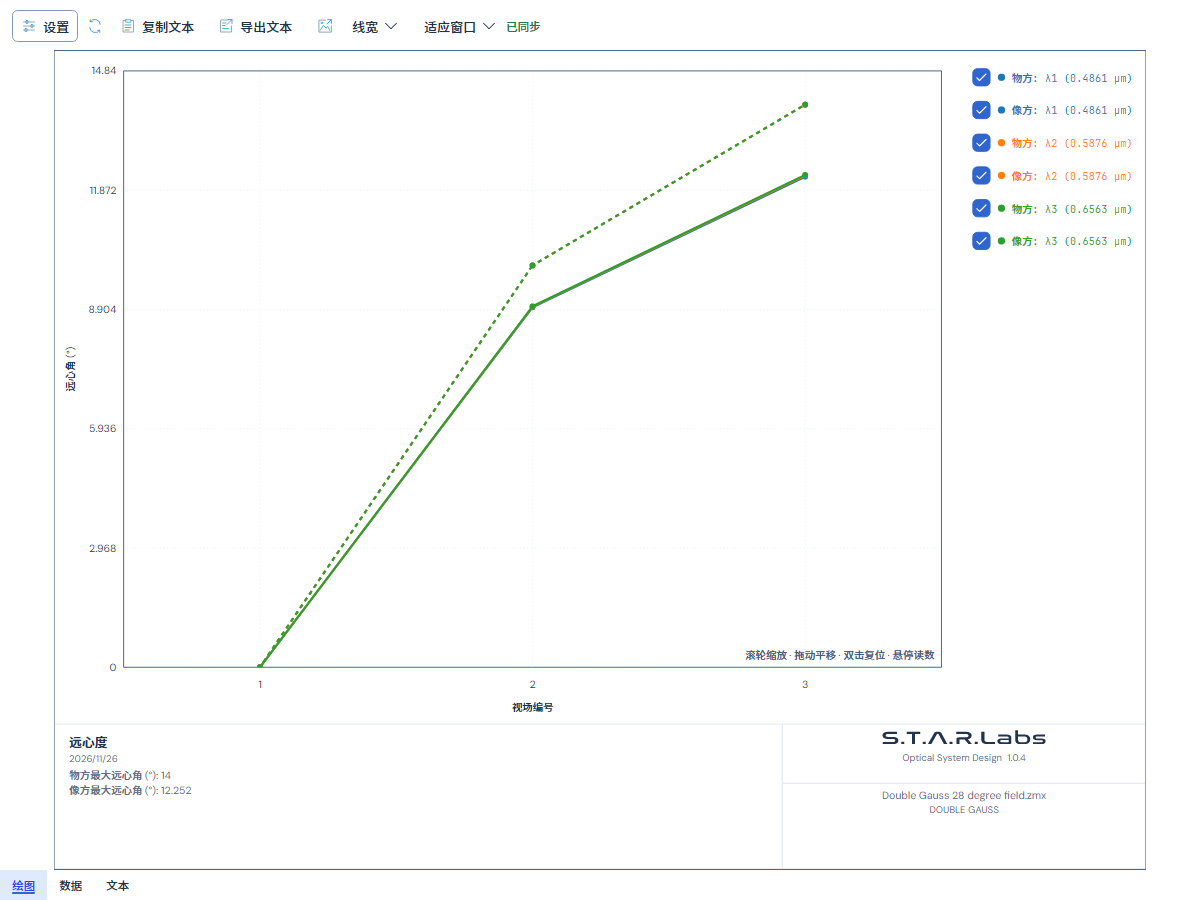 设置 复制文本 导出文本 线宽 适应窗口 已同步
14.84
11.872
8.904
5.936
2.968
0
远心角 (°)
1 2 3
视场编号
滚轮缩放 · 拖动平移 · 双击复位 · 悬停读数
物方: λ1 (0.4861 μm)
像方: λ1 (0.4861 μm)
物方: λ2 (0.5876 μm)
像方: λ2 (0.5876 μm)
物方: λ3 (0.6563 μm)
像方: λ3 (0.6563 μm)
远心度
2026/11/26
物方最大远心角 (°): 14
像方最大远心角 (°): 12.252
S.T.A.R.Labs
Optical System Design 1.0.4
Double Gauss 28 degree field.zmx
DOUBLE GAUSS
绘图 数据 文本